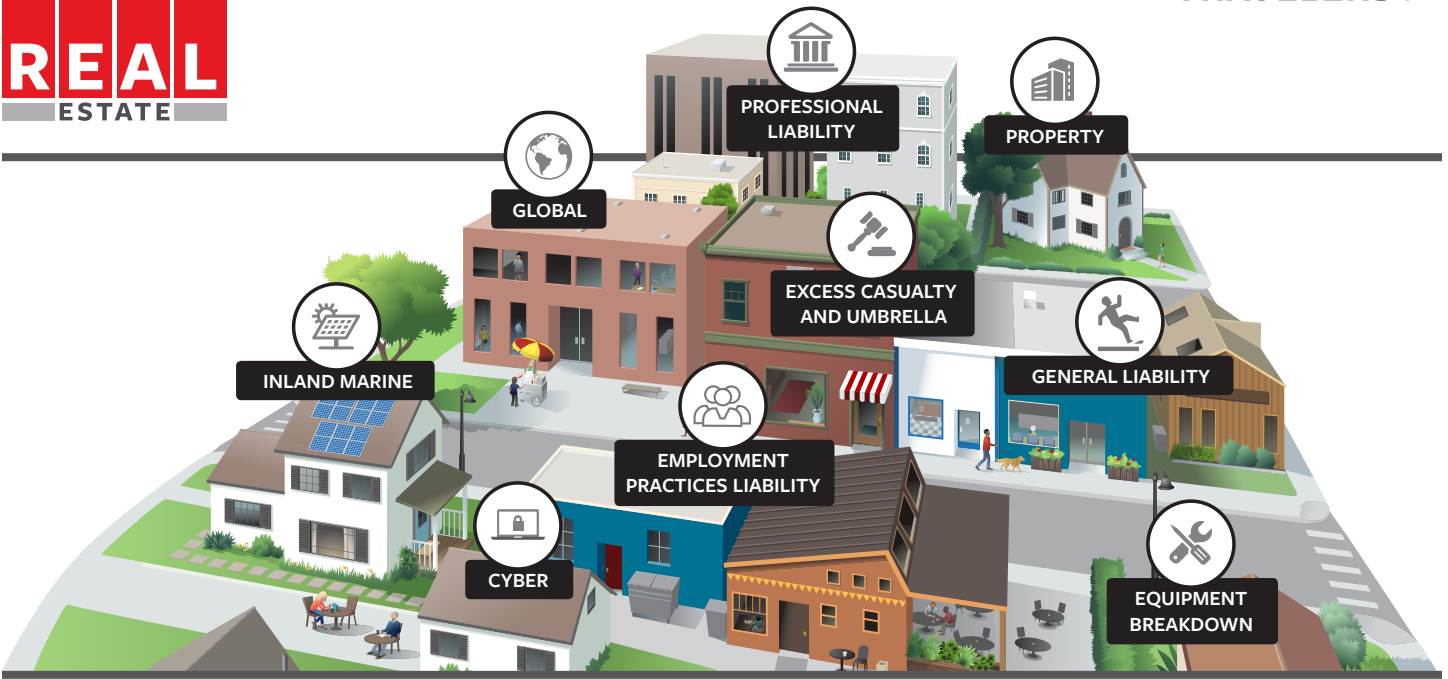 REAL
ESTATE
PROFESSIONAL
LIABILITY
PROPERTY
GLOBAL
EXCESS CASUALTY
AND UMBRELLA
INLAND MARINE
GENERAL LIABILITY
EMPLOYMENT
PRACTICES LIABILITY
CYBER
EQUIPMENT
BREAKDOWN